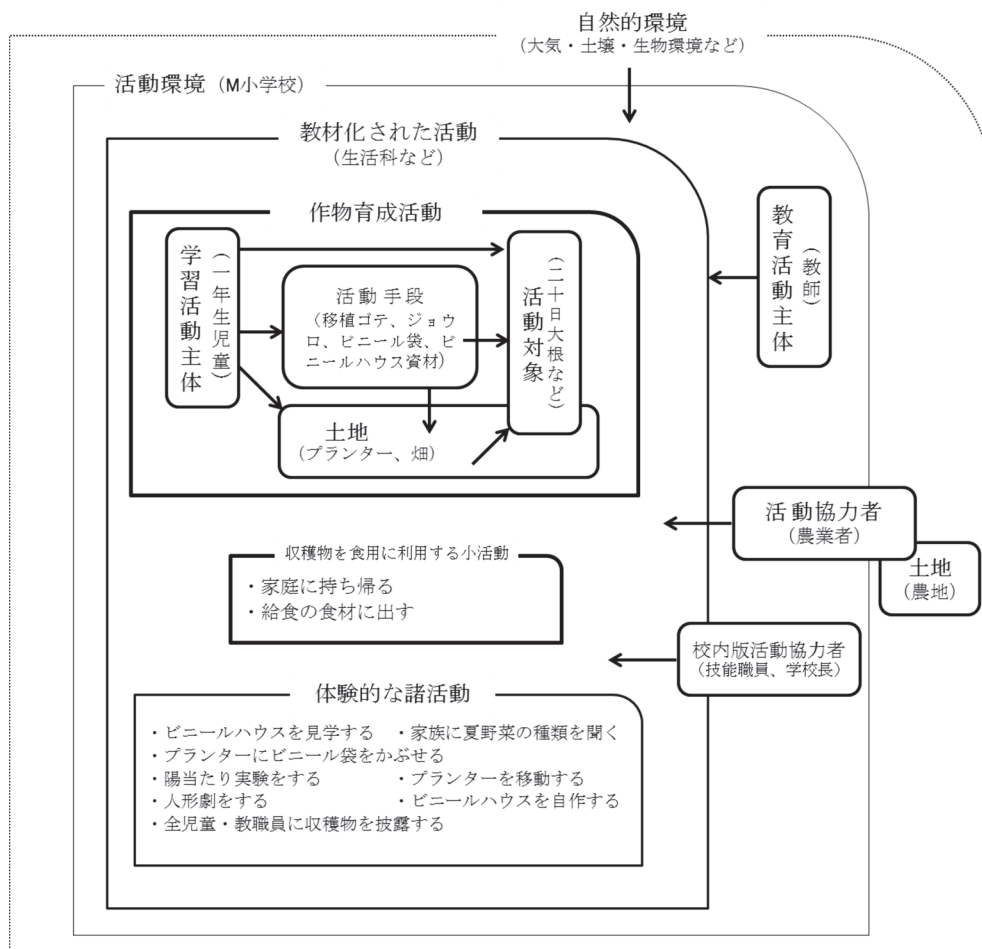 自然的環境
（大気・土壌・生物環境など）
活動環境（M小学校）
教材化された活動
（生活科など）
作物育成活動
学習活動主体
（一年生児童）
活動手段
（移植ゴテ、ジョウ
ロ、ビニール袋、ビ
ニールハウス資材）
活動対象
（二十日大根など）
土地
（プランター、畑）
教育活動主体
（教師）
活動協力者
（農業者）
土地
（農地）
収穫物を食用に利用する小活動
・家庭に持ち帰る
・給食の食材に出す
校内版活動協力者
（技能職員、学校長）
体験的な諸活動
・ビニールハウスを見学する ・家族に夏野菜の種類を聞く
・プランターにビニール袋をかぶせる
・陽当たり実験をする ・プランターを移動する
・人形劇をする ・ビニールハウスを自作する
・全児童・教職員に収穫物を披露する